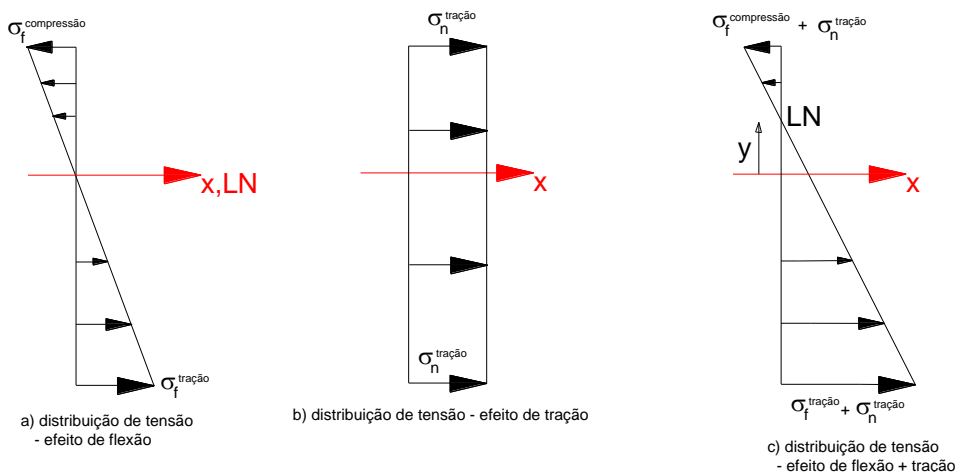 σf compressão
x,LN
σf tração
a) distribuição de tensão
- efeito de flexão
σn tração
x
σn tração
b) distribuição de tensão - efeito de tração
σf compressão + σn tração
LN
y
x
σf tração + σn tração
c) distribuição de tensão
- efeito de flexão + tração